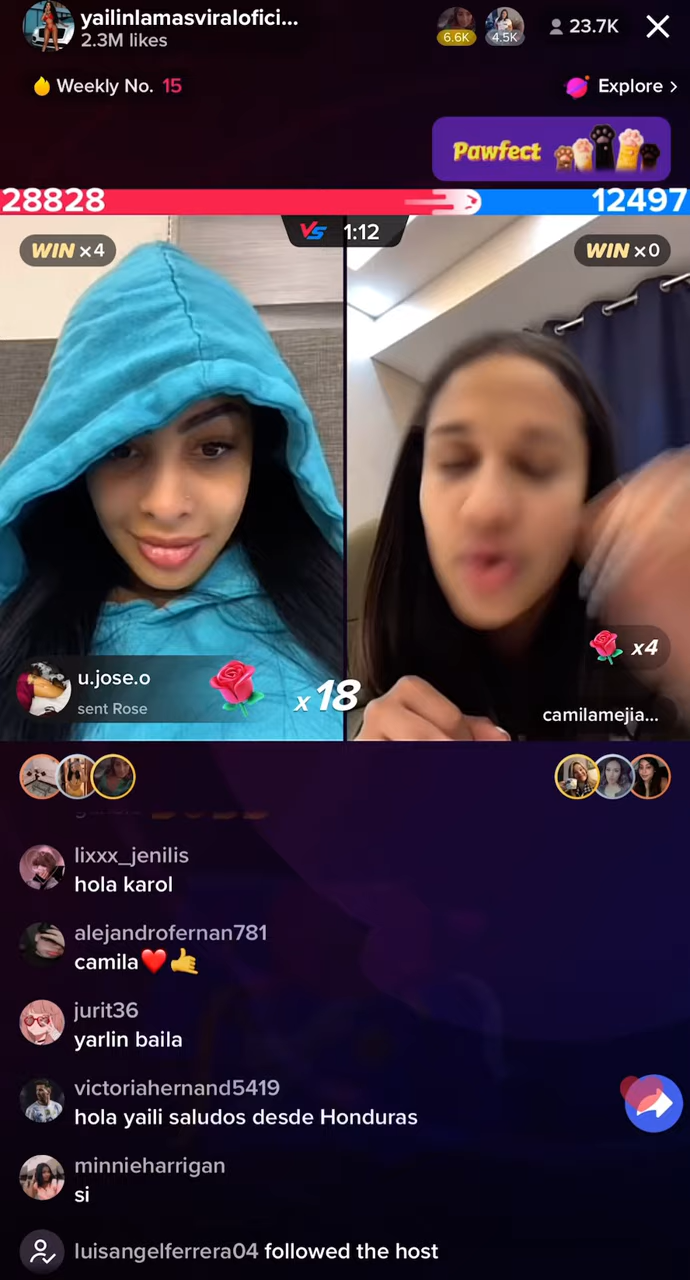 yailinlamasviralofici...
2.3M likes
6.6K
4.5K
23.7K
Weekly No. 15
Explore >
Pawfect
28828
12497
VS 1:12
WIN x4
WIN x0
u.jose.o
sent Rose
x 18
x4
camilamejia...
lixxx_jenilis
hola karol
alejandrofernan781
camila❤️🤙
jurit36
yarlin baila
victoriahernand5419
hola yaili saludos desde Honduras
minnieharrigan
si
luisangelferrera04 followed the host